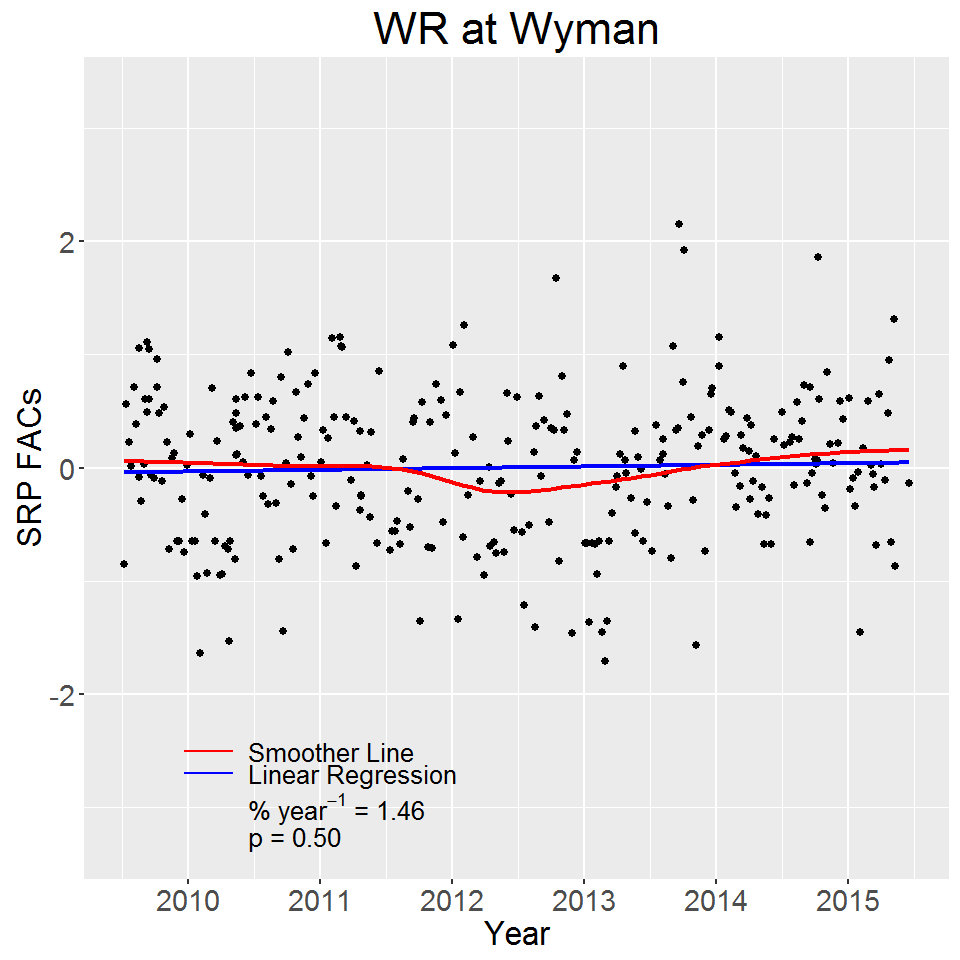 WR at Wyman
SRP FACs
2
0
-2
Smoother Line
Linear Regression
% year⁻¹ = 1.46
p = 0.50
2010 2011 2012 2013 2014 2015
Year